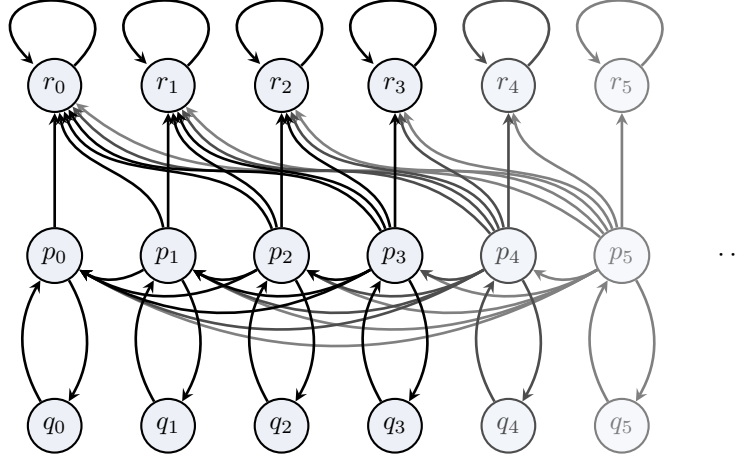 r₀ r₁ r₂ r₃ r₄ r₅
p₀ p₁ p₂ p₃ p₄ p₅ ..
q₀ q₁ q₂ q₃ q₄ q₅